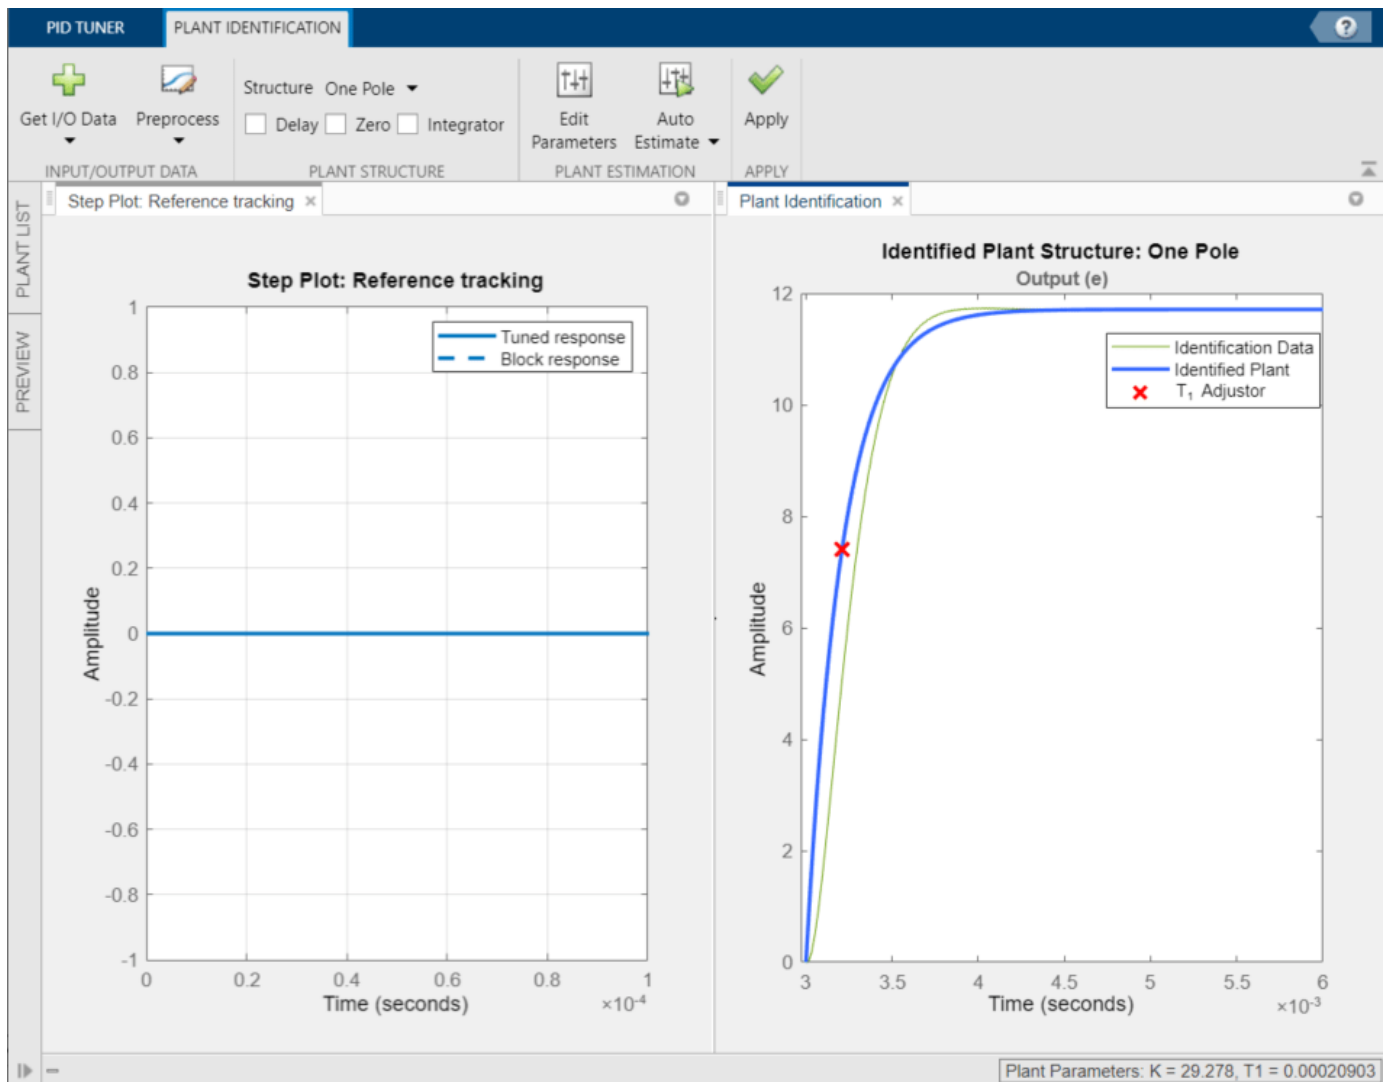 PID TUNER
PLANT IDENTIFICATION
?
Get I/O Data
Preprocess
Structure One Pole
Delay Zero Integrator
Edit Parameters
Auto Estimate
Apply
INPUT/OUTPUT DATA
PLANT STRUCTURE
PLANT ESTIMATION
APPLY
PLANT LIST
PREVIEW
Step Plot: Reference tracking ×
Step Plot: Reference tracking
Tuned response
Block response
1
0.8
0.6
0.4
0.2
0
-0.2
-0.4
-0.6
-0.8
-1
Amplitude
0 0.2 0.4 0.6 0.8 1
Time (seconds)
×10⁻⁴
Plant Identification ×
Identified Plant Structure: One Pole
Output (e)
Identification Data
Identified Plant
T₁ Adjustor
12
10
8
6
4
2
0
Amplitude
3 3.5 4 4.5 5 5.5 6
Time (seconds)
×10⁻³
Plant Parameters: K = 29.278, T1 = 0.00020903